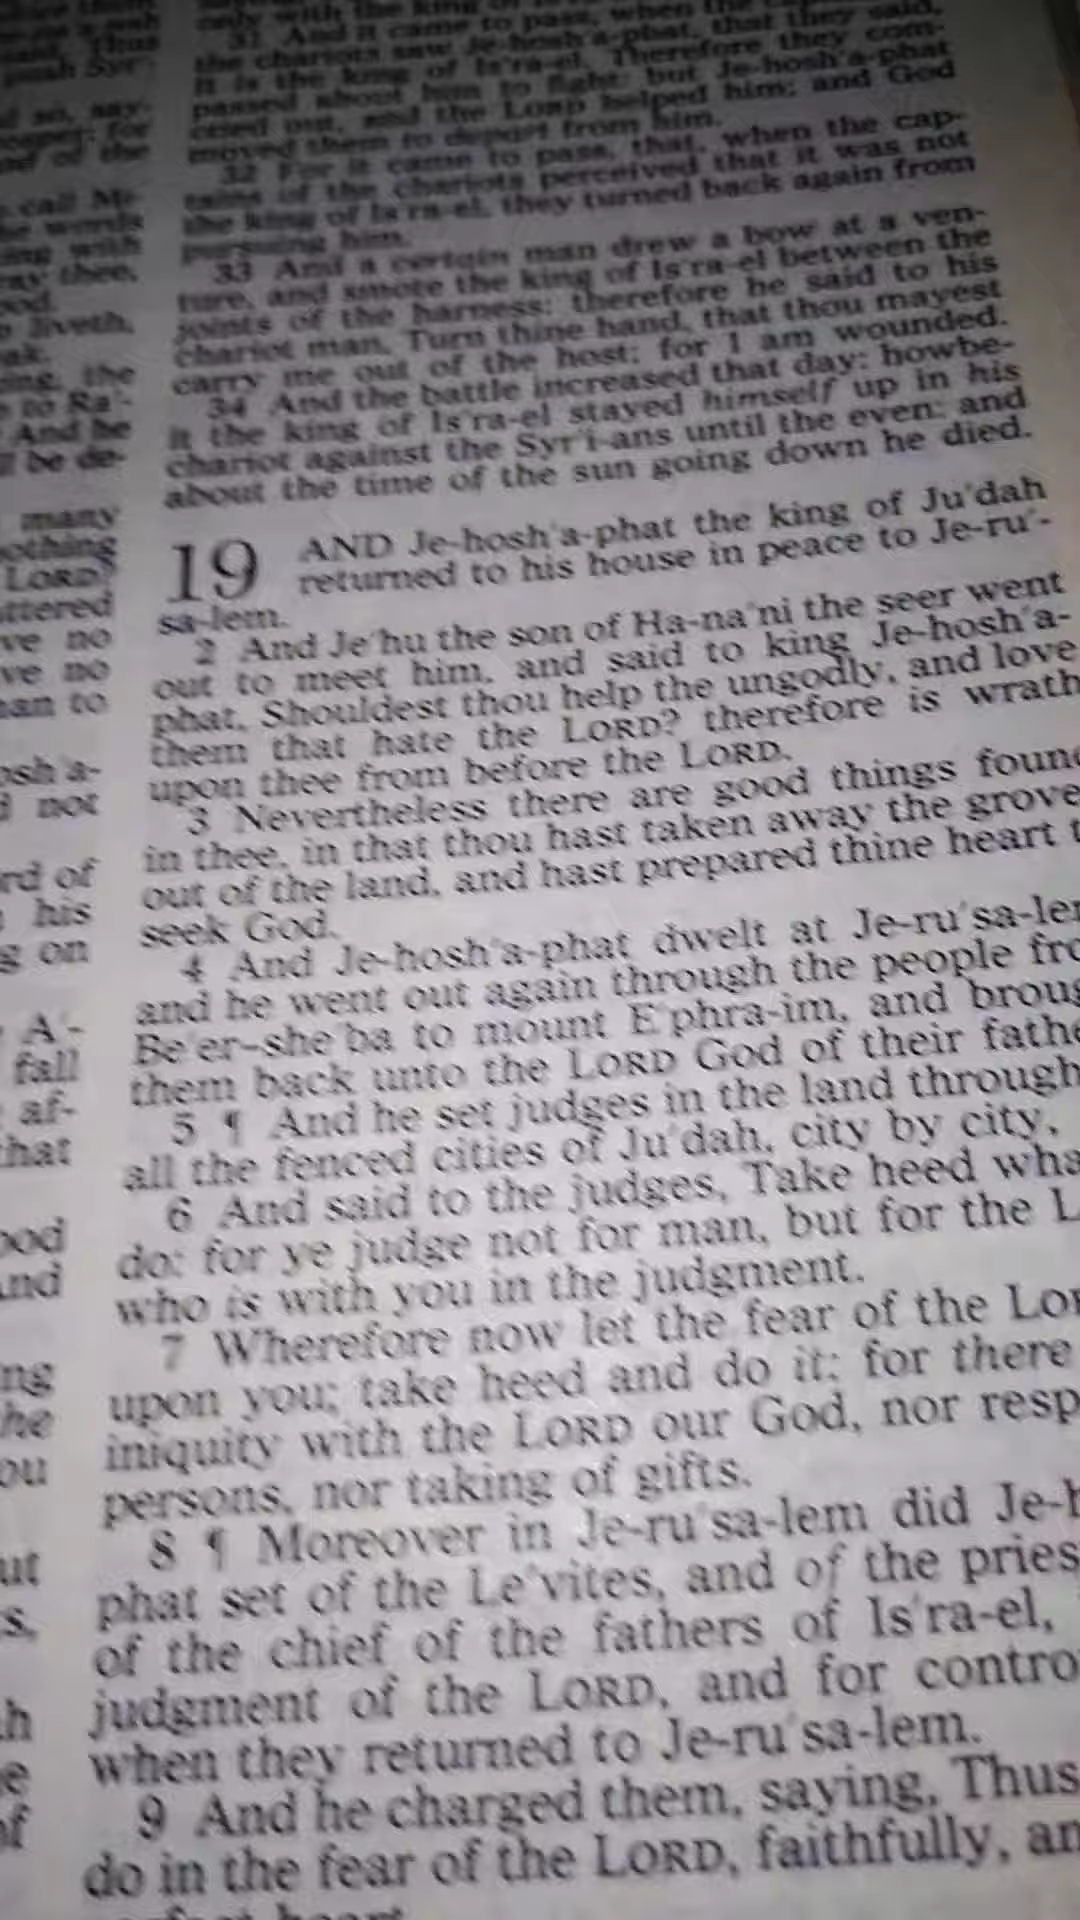 only with the king of
31 And it came to pass, when the
the chariots saw Je-hosh'a-phat, that they said,
It is the king of Is'ra-el. Therefore they com-
passed about him to fight: but Je-hosh'a-phat
cried out, and the LORD helped him; and God
moved them to depart from him.
32 For it came to pass, that, when the cap-
tains of the chariots perceived that it was not
the king of Is'ra-el, they turned back again from
pursuing him.
33 And a certain man drew a bow at a ven-
ture, and smote the king of Is'ra-el between the
joints of the harness: therefore he said to his
chariot man, Turn thine hand, that thou mayest
carry me out of the host; for I am wounded.
34 And the battle increased that day: howbe-
it the king of Is'ra-el stayed himself up in his
chariot against the Syr'i-ans until the even: and
about the time of the sun going down he died.
19 AND Je-hosh'a-phat the king of Ju'dah
returned to his house in peace to Je-ru'-
sa-lem.
2 And Je'hu the son of Ha-na'ni the seer went
out to meet him, and said to king Je-hosh'a-
phat, Shouldest thou help the ungodly, and love
them that hate the LORD? therefore is wrath
upon thee from before the LORD.
3 Nevertheless there are good things foun
in thee, in that thou hast taken away the grove
out of the land, and hast prepared thine heart t
seek God.
4 And Je-hosh'a-phat dwelt at Je-ru'sa-le
and he went out again through the people fro
Be'er-she'ba to mount E'phra-im, and broug
them back unto the LORD God of their fathe
5 ¶ And he set judges in the land through
all the fenced cities of Ju'dah, city by city,
6 And said to the judges, Take heed wha
do: for ye judge not for man, but for the L
who is with you in the judgment.
7 Wherefore now let the fear of the LOR
upon you; take heed and do it: for there
iniquity with the LORD our God, nor resp
persons, nor taking of gifts.
8 ¶ Moreover in Je-ru'sa-lem did Je-h
phat set of the Le'vites, and of the pries
of the chief of the fathers of Is'ra-el,
judgment of the LORD, and for contro
when they returned to Je-ru'sa-lem.
9 And he charged them, saying, Thus
do in the fear of the LORD, faithfully, an